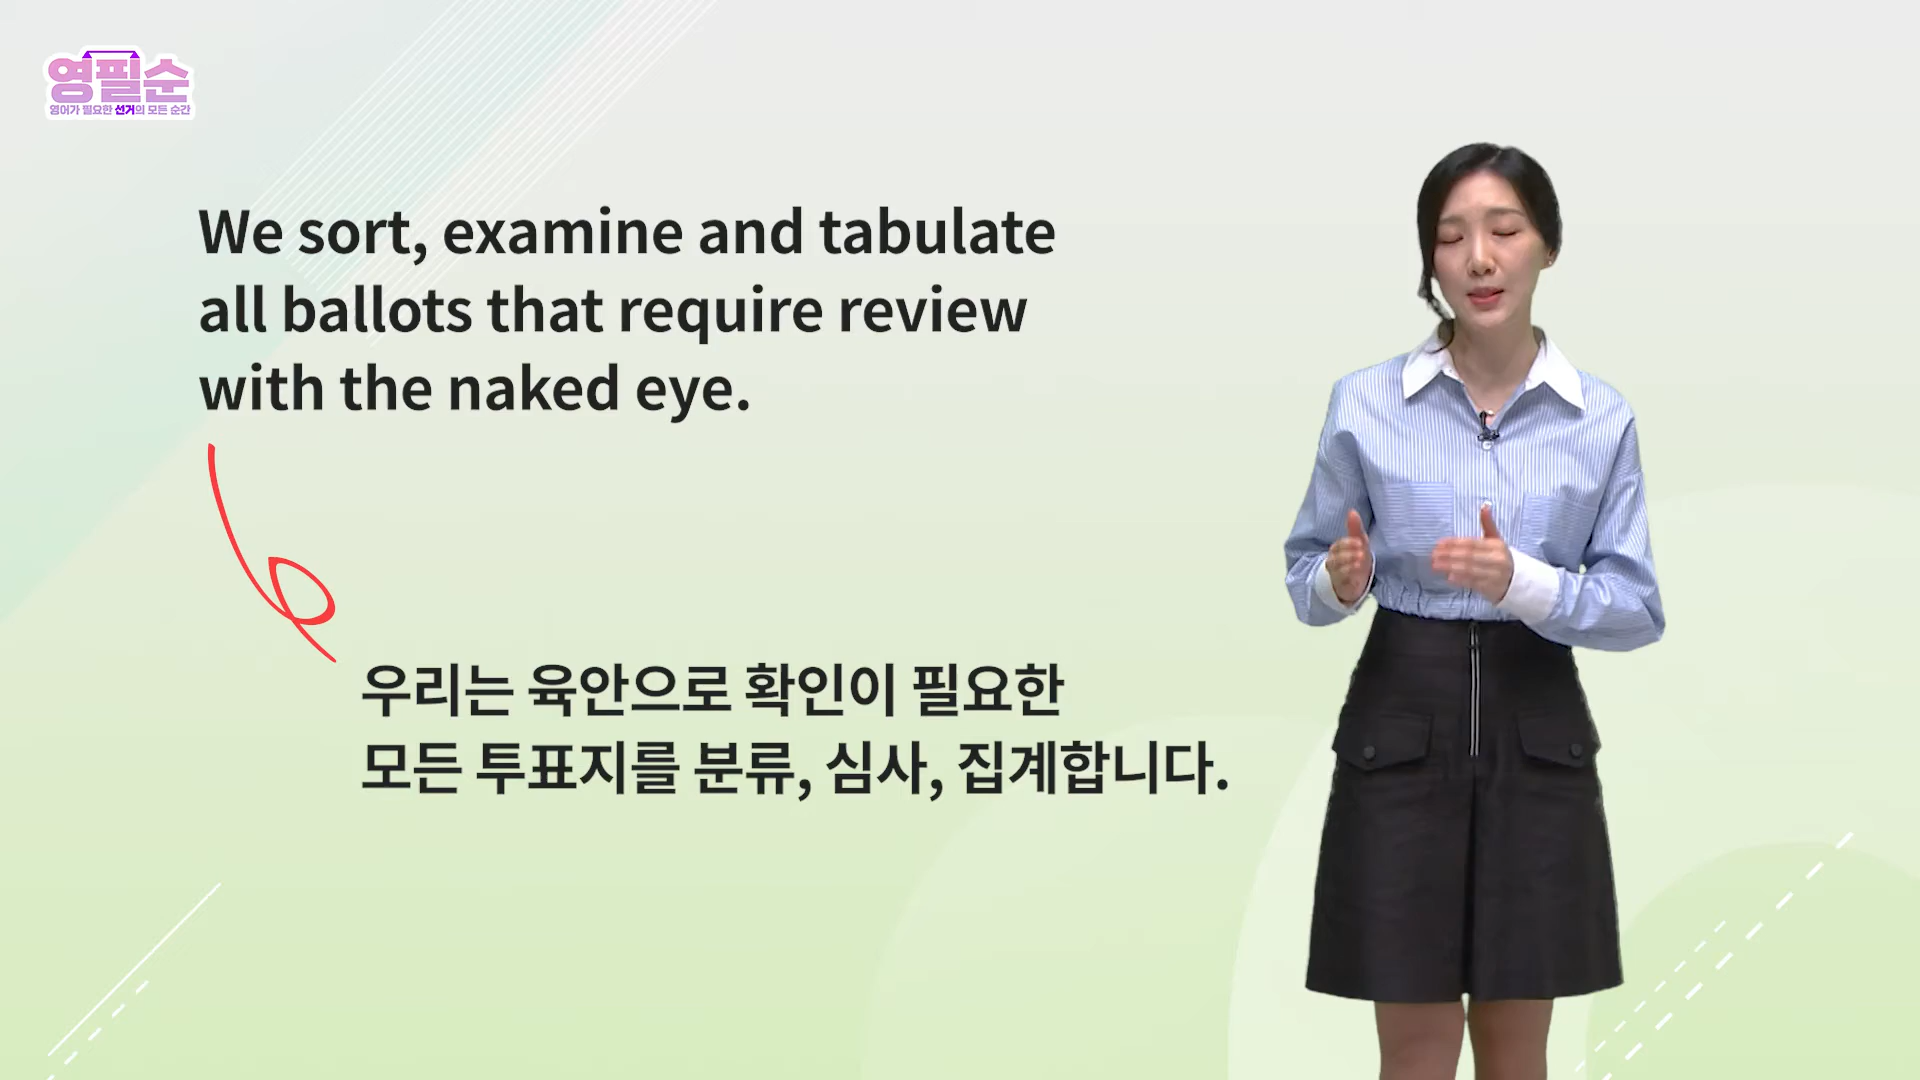 영필순
영어가 필요한 선거의 모든 순간
We sort, examine and tabulate
all ballots that require review
with the naked eye.
우리는 육안으로 확인이 필요한
모든 투표지를 분류, 심사, 집계합니다.